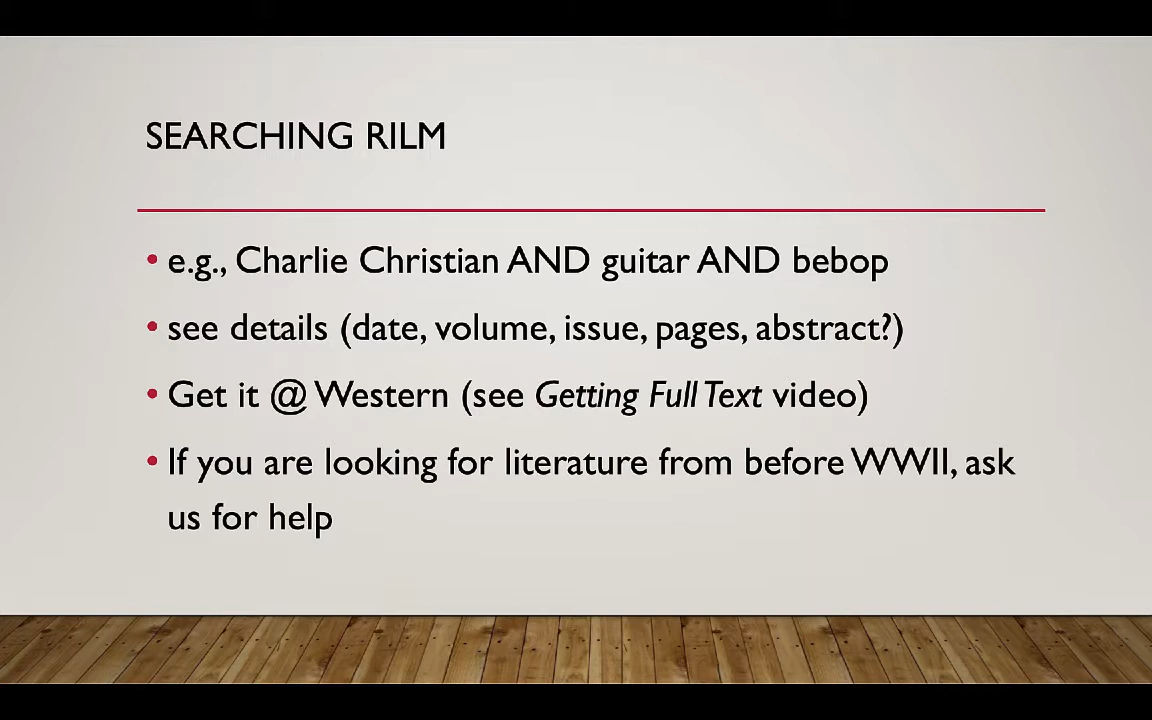 SEARCHING RILM
• e.g., Charlie Christian AND guitar AND bebop
• see details (date, volume, issue, pages, abstract?)
• Get it @ Western (see Getting Full Text video)
• If you are looking for literature from before WWII, ask
us for help